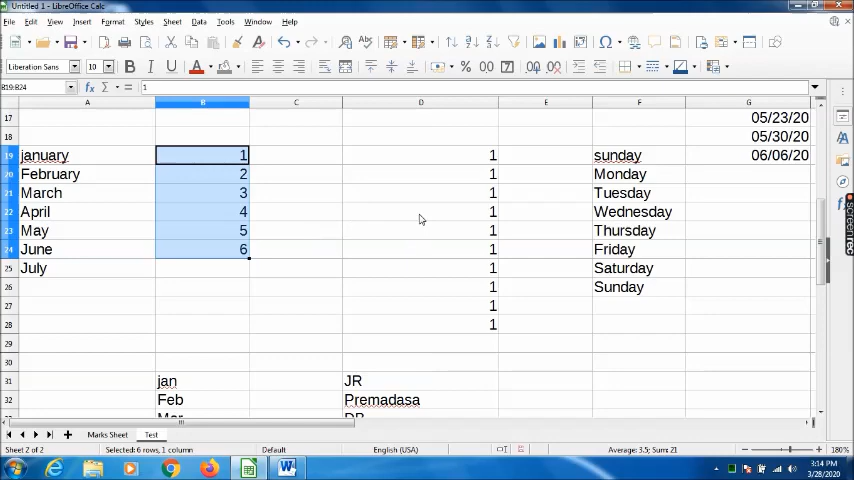 Untitled 1 - LibreOffice Calc
File Edit View Insert Format Styles Sheet Data Tools Window Help
Liberation Sans 10
B19:B24 1
A B C D E F G
17 05/23/20
18 05/30/20
19 january 1 1 sunday 06/06/20
20 February 2 1 Monday
21 March 3 1 Tuesday
22 April 4 1 Wednesday
23 May 5 1 Thursday
24 June 6 1 Friday
25 July 1 Saturday
26 1 Sunday
27 1
28 1
29
30
31 jan JR
32 Feb Premadasa
Mar
Marks Sheet Test
Sheet 2 of 2 Selected: 6 rows, 1 column Default English (USA) Average: 3.5; Sum: 21 180%
3:14 PM
3/28/2020
screenrec